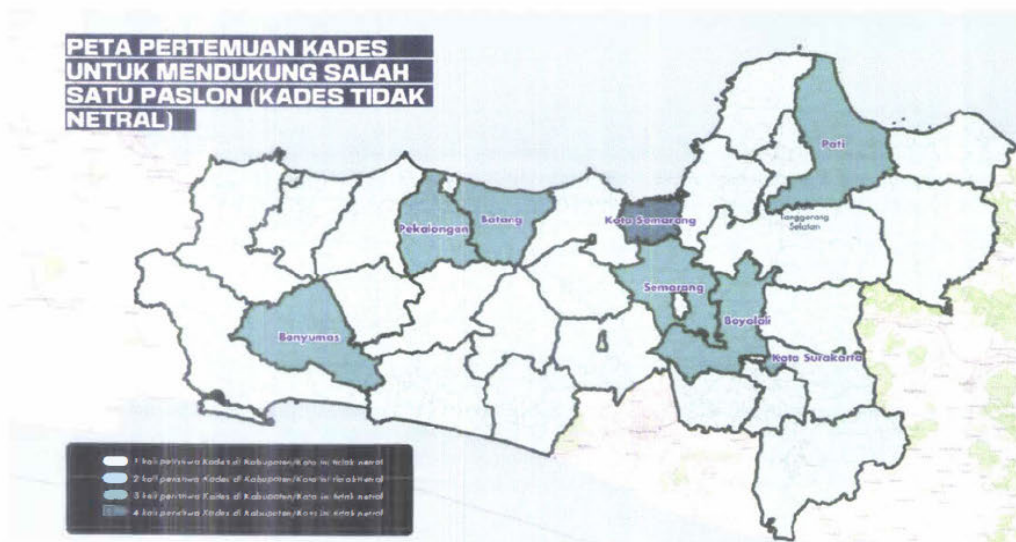 PETA PERTEMUAN KADES
UNTUK MENDUKUNG SALAH
SATU PASLON (KADES TIDAK
NETRAL)
Pati
Tanggerang
Selatan
Pekalongan
Batang
Kota Semarang
Semarang
Boyolali
Banyumas
Kota Surakarta
1 kali peristiwa Kades di Kabupaten/Kota ini tidak netral
2 kali peristiwa Kades di Kabupaten/Kota ini tidak netral
3 kali peristiwa Kades di Kabupaten/Kota ini tidak netral
4 kali peristiwa Kades di Kabupaten/Kota ini tidak netral